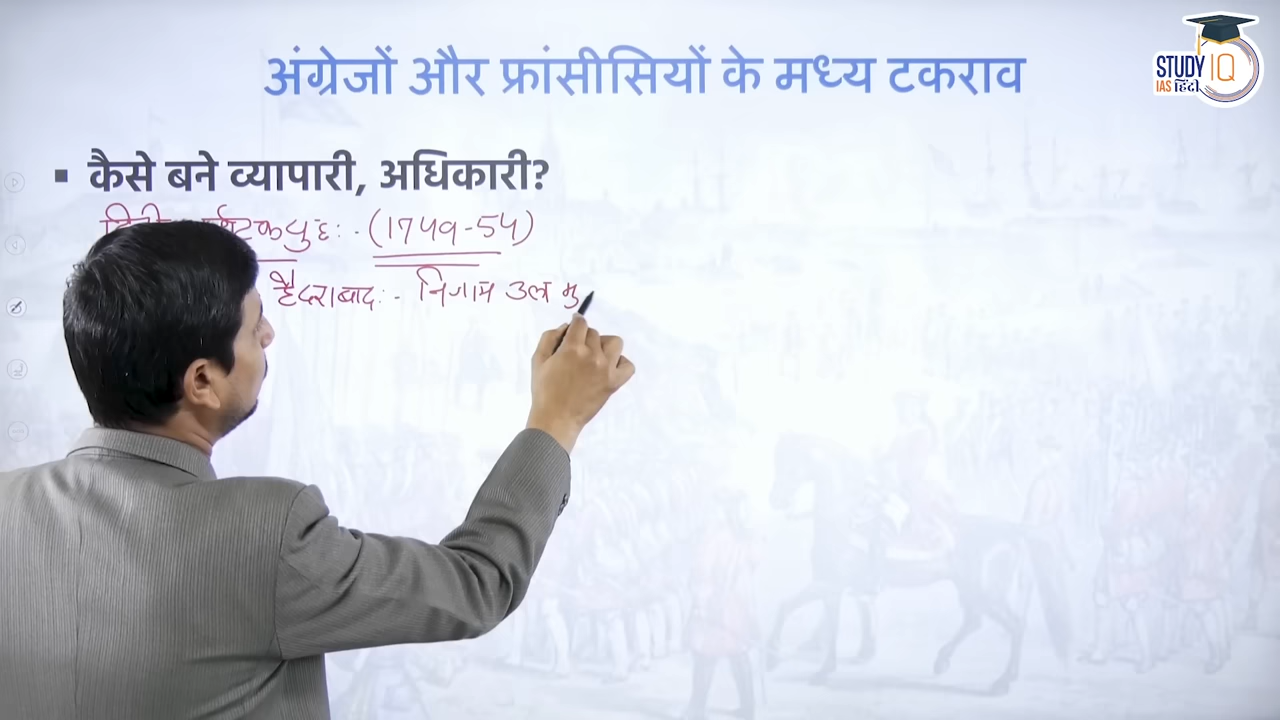 अंग्रेजों और फ्रांसीसियों के मध्य टकराव
STUDY IQ
IAS हिंदी
▪ कैसे बने व्यापारी, अधिकारी?
युद्धः- (1749-54)
हैदराबादः- निजाम उल मु